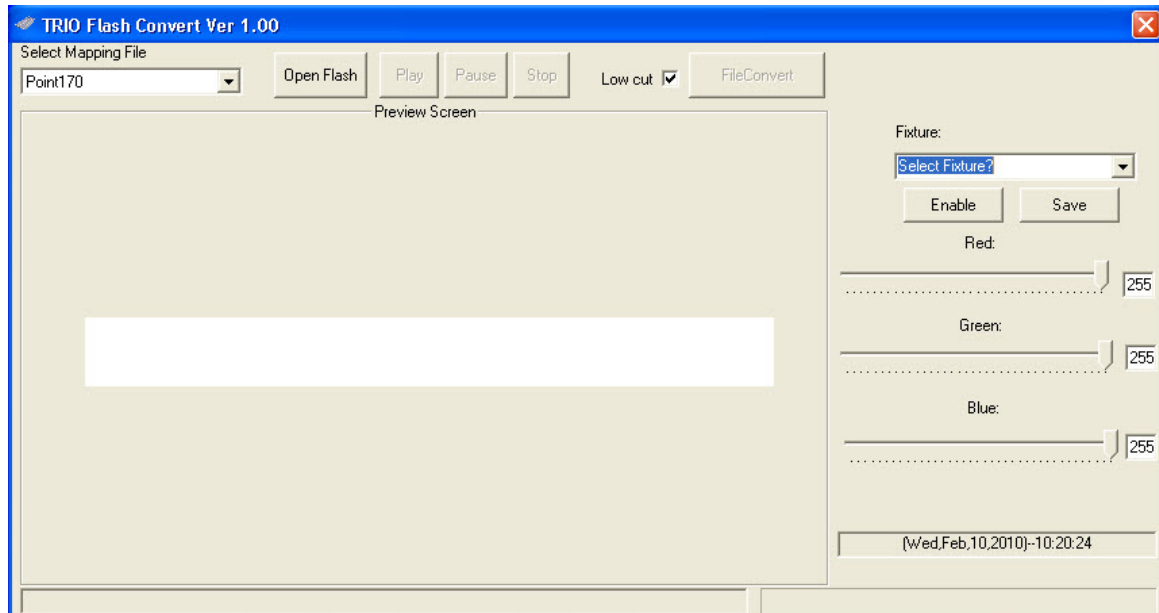 TRIO Flash Convert Ver 1.00
Select Mapping File
Point170
Open Flash
Play
Pause
Stop
Low cut
FileConvert
Preview Screen
Fixture:
Select Fixture?
Enable
Save
Red:
255
Green:
255
Blue:
255
(Wed,Feb,10,2010)--10:20:24